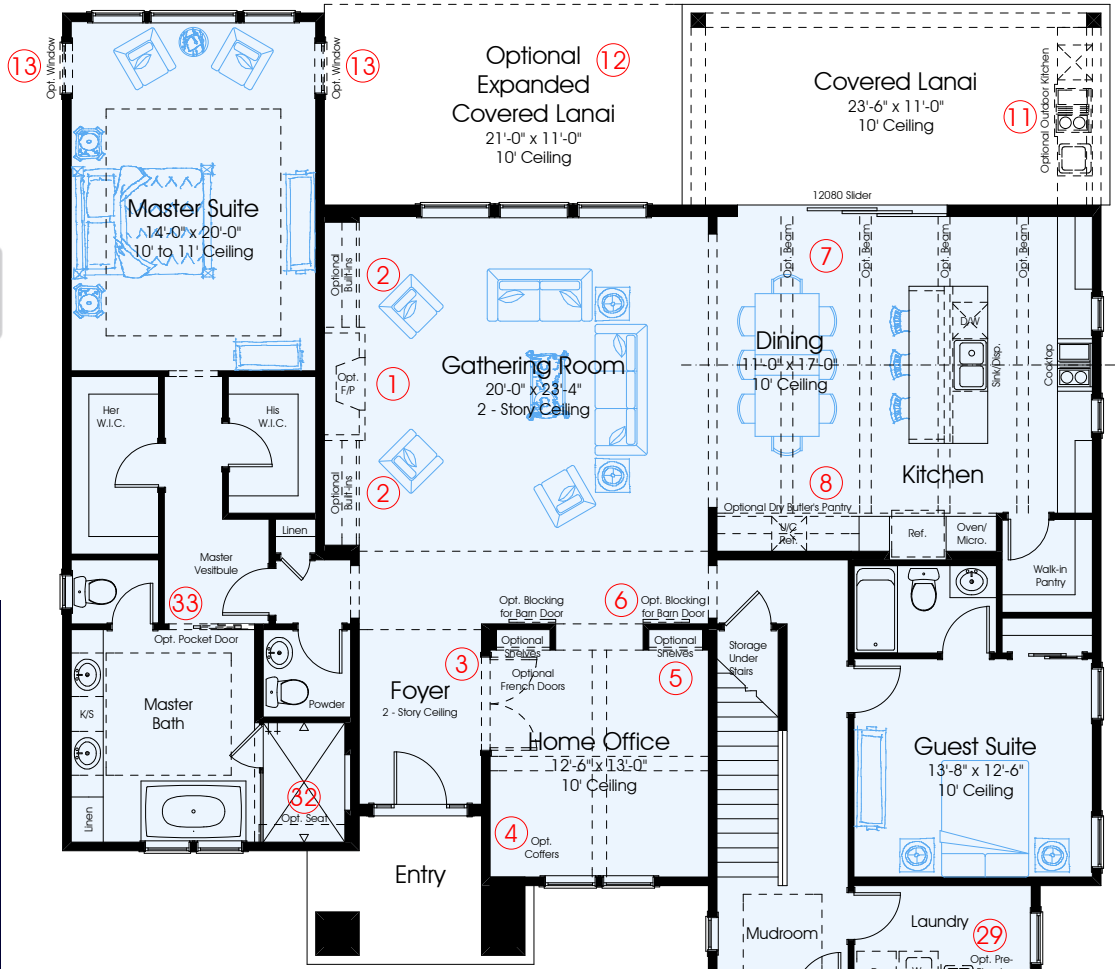 13
Opt. Window
13
Opt. Window
Optional
Expanded
Covered Lanai
21'-0" x 11'-0"
10' Ceiling
12
Covered Lanai
23'-6" x 11'-0"
10' Ceiling
11
Optional Outdoor Kitchen
12080 Slider
Master Suite
14'-0" x 20'-0"
10' to 11' Ceiling
Optional
Built-ins
2
Opt. Beam
7
Opt. Beam
Opt. Beam
Opt. Beam
Gathering Room
20'-0" x 23'-4"
2 - Story Ceiling
Opt.
F/P
1
Dining
11'-0" x 17'-0"
10' Ceiling
D/W
Sink/Disp.
Cooktop
Her
W.I.C.
His
W.I.C.
Optional
Built-ins
2
8
Kitchen
Optional Dry Butler's Pantry
U/C
Ref.
Ref.
Oven/
Micro.
Walk-in
Pantry
Linen
Master
Vesitbule
33
Opt. Pocket Door
Opt. Blocking
for Barn Door
6
Opt. Blocking
for Barn Door
Optional
Shelves
Optional
Shelves
5
Storage
Under
Stairs
3
Optional
French Doors
Foyer
2 - Story Ceiling
Powder
K/S
Master
Bath
Linen
32
Opt. Seat
Home Office
12'-6" x 13'-0"
10' Ceiling
4
Opt.
Coffers
Guest Suite
13'-8" x 12'-6"
10' Ceiling
Entry
Mudroom
Laundry
29
Opt. Pre-